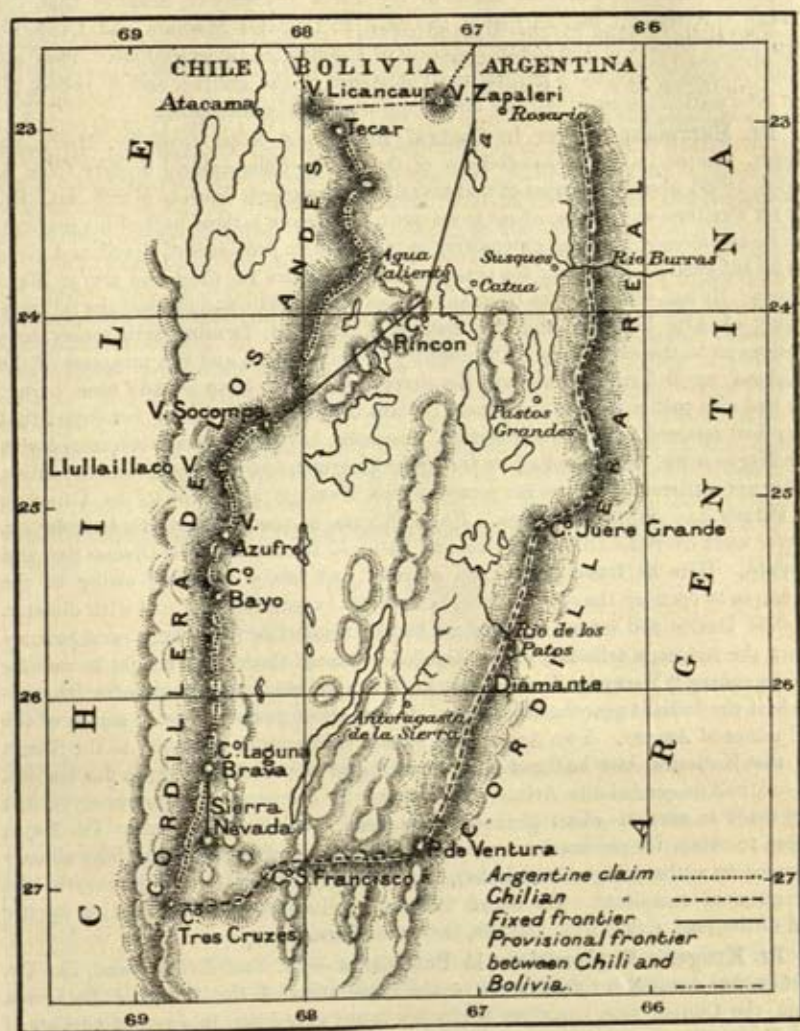 69 68 67 66
CHILE BOLIVIA ARGENTINA
V. Licancaur V. Zapaleri
Atacama
Rosario
23 23
Tecar
a
Agua
Caliente
Susques Rio Burras
Catua
24 24
C.º
Rincon
V. Socompa
Pastos
Grandes
Llullaillaco V.
25 25
V.
Azufre
Cº Juere Grande
Cº
Bayo
Rio de los
Patos
Diamante
26 26
Antofagasta
de la Sierra
Cº Laguna
Brava
Sierra
Nevada
P. de Ventura
27 27
Cº S. Francisco
Cº
Tres Cruzes
CHILE
CORDILLERA DE LOS ANDES
CORDILLERA REAL
ARGENTINA
Argentine claim
Chilian "
Fixed frontier
Provisional frontier
between Chili and
Bolivia.
69 68 67 66